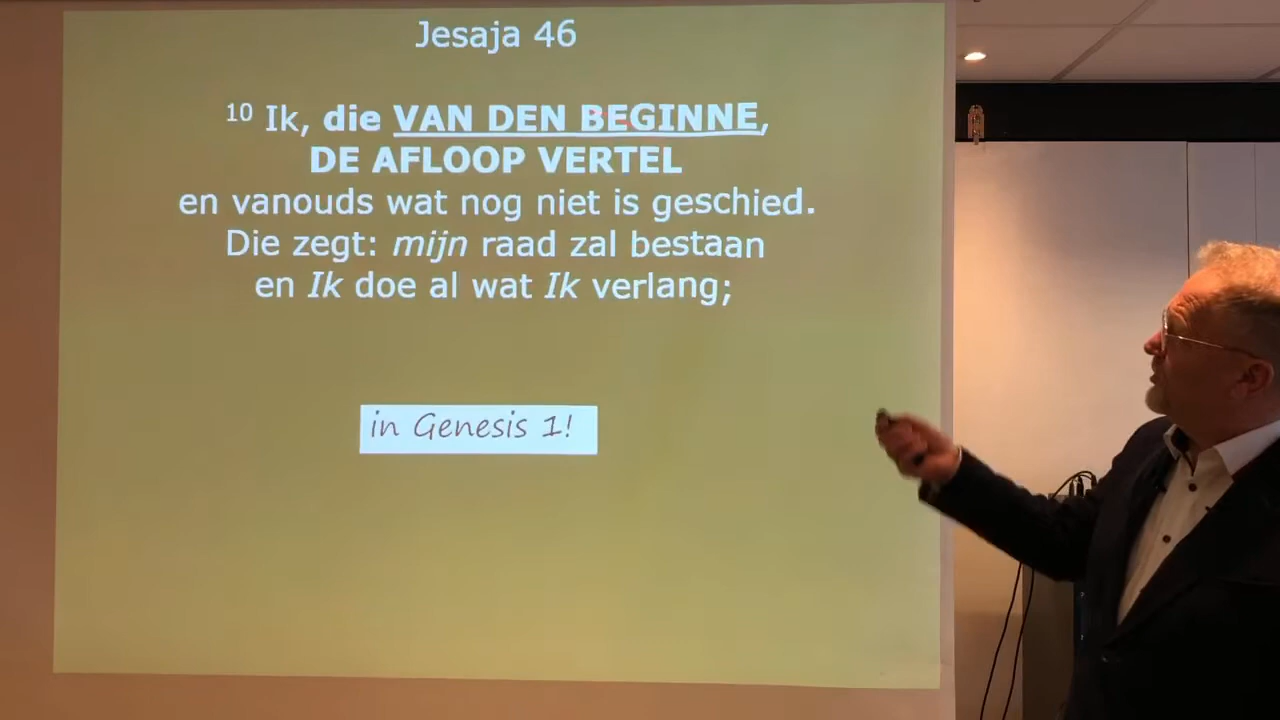 Jesaja 46
10 Ik, die VAN DEN BEGINNE,
DE AFLOOP VERTEL
en vanouds wat nog niet is geschied.
Die zegt: mijn raad zal bestaan
en Ik doe al wat Ik verlang;
in Genesis 1!